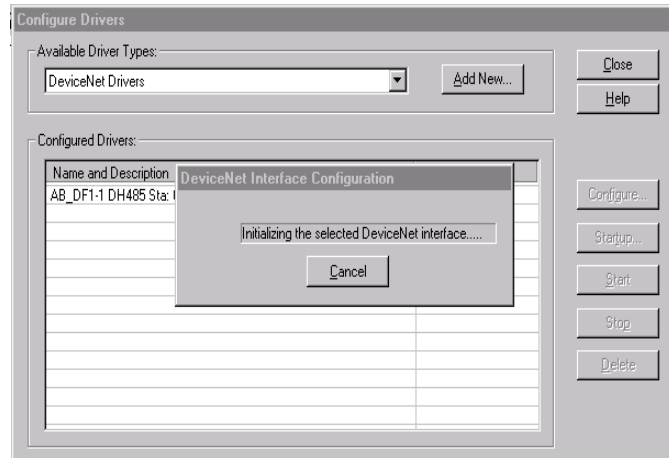 Configure Drivers
Available Driver Types:
DeviceNet Drivers
Add New...
Close
Help
Configured Drivers:
Name and Description
AB_DF1-1 DH485 Sta:
DeviceNet Interface Configuration
Initializing the selected DeviceNet interface.....
Cancel
Configure...
Startup...
Start
Stop
Delete